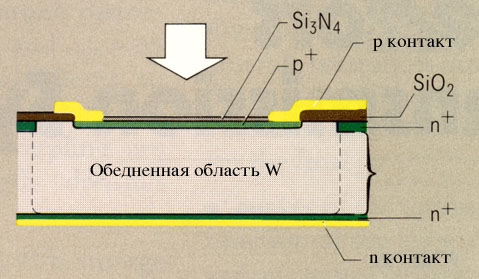 Si₃N₄
p контакт
p⁺
SiO₂
n⁺
Обедненная область W
n⁺
n контакт